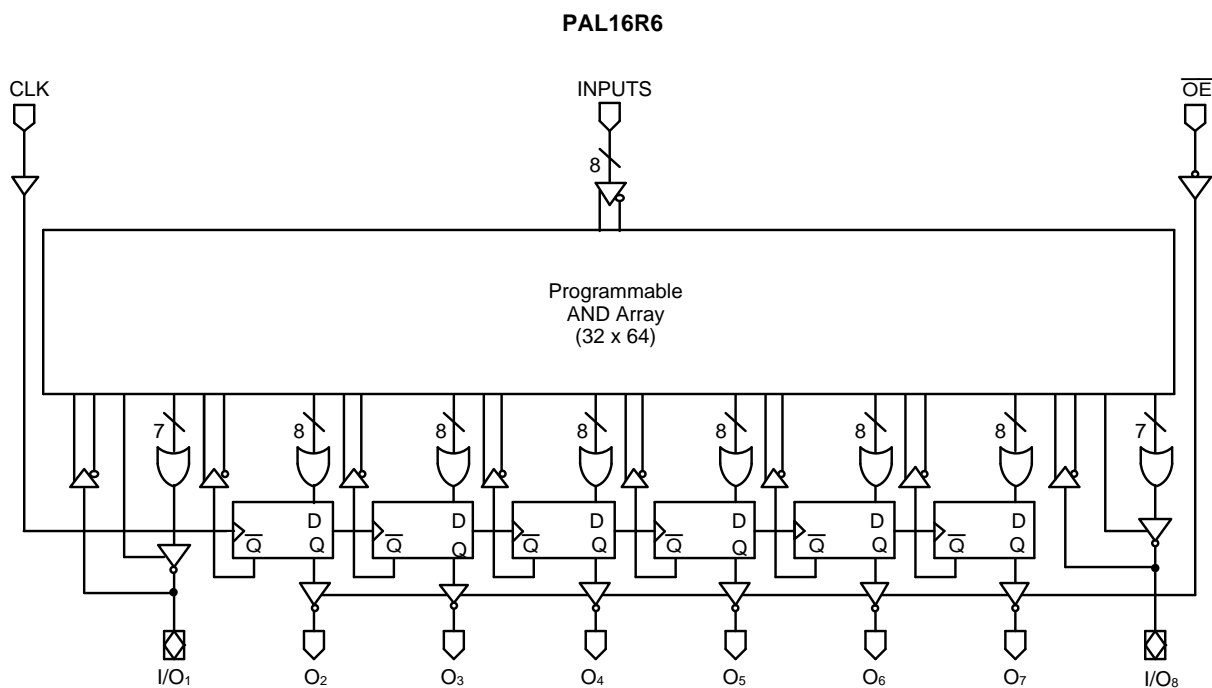 PAL16R6
CLK INPUTS O̅E̅
8
Programmable
AND Array
(32 x 64)
7 8 8 8 8 8 8 7
D D D D D D
Q̅ Q Q̅ Q Q̅ Q Q̅ Q Q̅ Q Q̅ Q
I/O₁ O₂ O₃ O₄ O₅ O₆ O₇ I/O₈